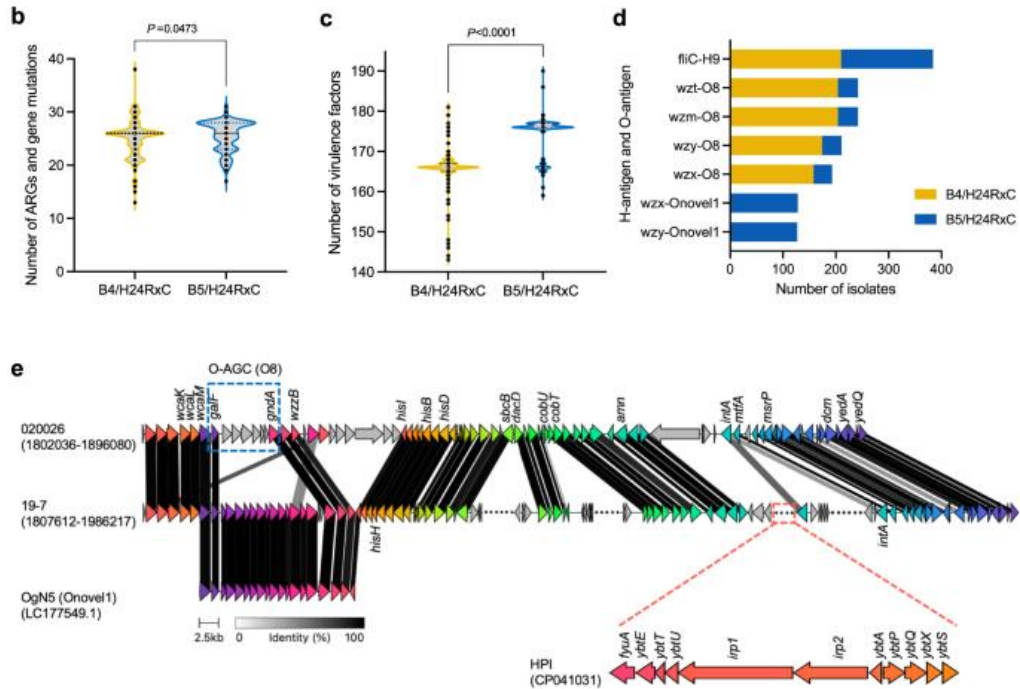 b
P=0.0473
Number of ARGs and gene mutations
40
30
20
10
0
B4/H24RxC
B5/H24RxC
c
P<0.0001
Number of virulence factors
190
180
170
160
150
140
B4/H24RxC
B5/H24RxC
d
H-antigen and O-antigen
fliC-H9
wzt-O8
wzm-O8
wzy-O8
wzx-O8
wzx-Onovel1
wzy-Onovel1
B4/H24RxC
B5/H24RxC
0 100 200 300 400
Number of isolates
e
O-AGC (O8)
wcaK
wcaL
wcaM
galF
gndA
wzzB
hisI
hisB
hisD
sbcB
dacD
cobU
cobT
amn
intA
mtfA
msrP
dcm
yedA
yedQ
020026
(1802036-1896080)
19-7
(1807612-1986217)
hisH
intA
OgN5 (Onovel1)
(LC177549.1)
2.5kb
0 100
Identity (%)
HPI
(CP041031)
fyuA
ybtE
ybtT
ybtU
irp1
irp2
ybtA
ybtP
ybtQ
ybtX
ybtS